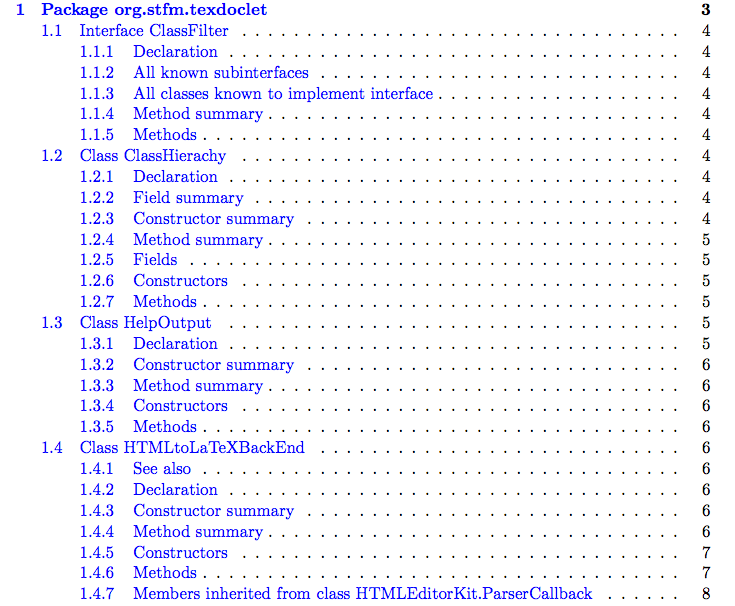 1 Package org.stfm.texdoclet 3
1.1 Interface ClassFilter . . . . . . . . . . . . . . . . . . . . . . . . . . . . . . . . . . 4
1.1.1 Declaration . . . . . . . . . . . . . . . . . . . . . . . . . . . . . . . . . . . 4
1.1.2 All known subinterfaces . . . . . . . . . . . . . . . . . . . . . . . . . . . . 4
1.1.3 All classes known to implement interface . . . . . . . . . . . . . . . . . . . 4
1.1.4 Method summary . . . . . . . . . . . . . . . . . . . . . . . . . . . . . . . . 4
1.1.5 Methods . . . . . . . . . . . . . . . . . . . . . . . . . . . . . . . . . . . . . 4
1.2 Class ClassHierachy . . . . . . . . . . . . . . . . . . . . . . . . . . . . . . . . . . 4
1.2.1 Declaration . . . . . . . . . . . . . . . . . . . . . . . . . . . . . . . . . . . 4
1.2.2 Field summary . . . . . . . . . . . . . . . . . . . . . . . . . . . . . . . . . 4
1.2.3 Constructor summary . . . . . . . . . . . . . . . . . . . . . . . . . . . . . 4
1.2.4 Method summary . . . . . . . . . . . . . . . . . . . . . . . . . . . . . . . . 5
1.2.5 Fields . . . . . . . . . . . . . . . . . . . . . . . . . . . . . . . . . . . . . . 5
1.2.6 Constructors . . . . . . . . . . . . . . . . . . . . . . . . . . . . . . . . . . 5
1.2.7 Methods . . . . . . . . . . . . . . . . . . . . . . . . . . . . . . . . . . . . . 5
1.3 Class HelpOutput . . . . . . . . . . . . . . . . . . . . . . . . . . . . . . . . . . . 5
1.3.1 Declaration . . . . . . . . . . . . . . . . . . . . . . . . . . . . . . . . . . . 5
1.3.2 Constructor summary . . . . . . . . . . . . . . . . . . . . . . . . . . . . . 6
1.3.3 Method summary . . . . . . . . . . . . . . . . . . . . . . . . . . . . . . . . 6
1.3.4 Constructors . . . . . . . . . . . . . . . . . . . . . . . . . . . . . . . . . . 6
1.3.5 Methods . . . . . . . . . . . . . . . . . . . . . . . . . . . . . . . . . . . . . 6
1.4 Class HTMLtoLaTeXBackEnd . . . . . . . . . . . . . . . . . . . . . . . . . . . . 6
1.4.1 See also . . . . . . . . . . . . . . . . . . . . . . . . . . . . . . . . . . . . . 6
1.4.2 Declaration . . . . . . . . . . . . . . . . . . . . . . . . . . . . . . . . . . . 6
1.4.3 Constructor summary . . . . . . . . . . . . . . . . . . . . . . . . . . . . . 6
1.4.4 Method summary . . . . . . . . . . . . . . . . . . . . . . . . . . . . . . . . 6
1.4.5 Constructors . . . . . . . . . . . . . . . . . . . . . . . . . . . . . . . . . . 7
1.4.6 Methods . . . . . . . . . . . . . . . . . . . . . . . . . . . . . . . . . . . . . 7
1.4.7 Members inherited from class HTMLEditorKit.ParserCallback . . . . . . . 8